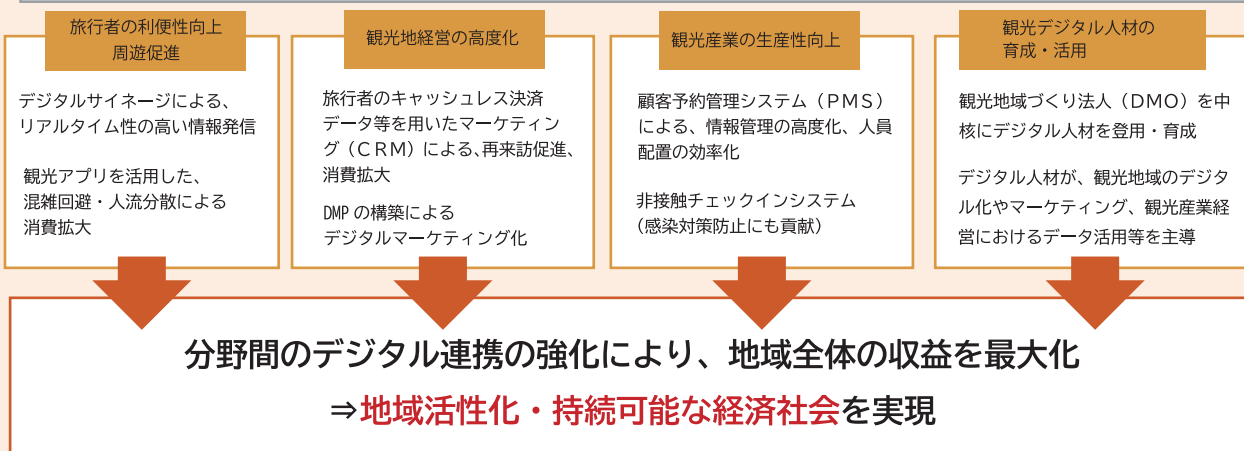 旅行者の利便性向上
周遊促進
デジタルサイネージによる、
リアルタイム性の高い情報発信
観光アプリを活用した、
混雑回避・人流分散による
消費拡大
観光地経営の高度化
旅行者のキャッシュレス決済
データ等を用いたマーケティン
グ（ＣＲＭ）による、再来訪促進、
消費拡大
DMP の構築による
デジタルマーケティング化
観光産業の生産性向上
顧客予約管理システム（ＰＭＳ）
による、情報管理の高度化、人員
配置の効率化
非接触チェックインシステム
（感染対策防止にも貢献）
観光デジタル人材の
育成・活用
観光地域づくり法人（ＤＭＯ）を中
核にデジタル人材を登用・育成
デジタル人材が、観光地域のデジタ
ル化やマーケティング、観光産業経
営におけるデータ活用等を主導
分野間のデジタル連携の強化により、地域全体の収益を最大化
⇒地域活性化・持続可能な経済社会を実現